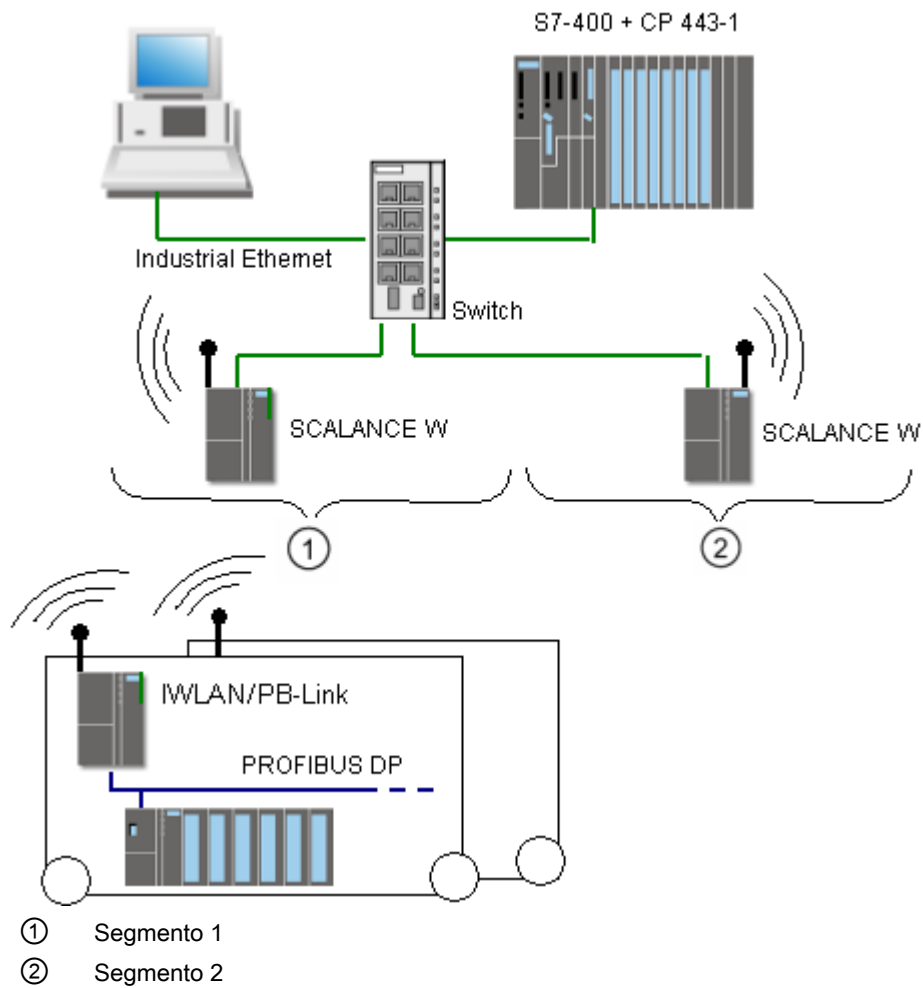 S7-400 + CP 443-1
Industrial Ethernet
Switch
SCALANCE W
SCALANCE W
1
2
IWLAN/PB-Link
PROFIBUS DP
① Segmento 1
② Segmento 2